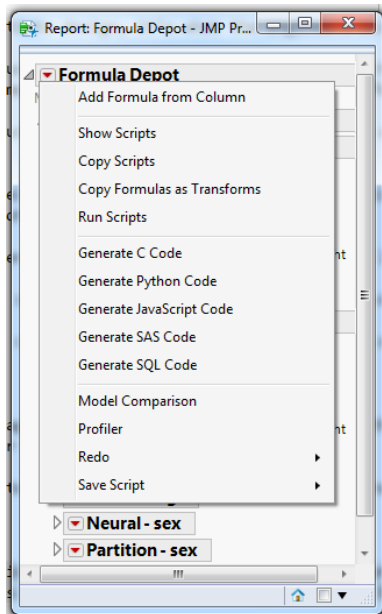 Report: Formula Depot - JMP Pr...
Formula Depot
Add Formula from Column
Show Scripts
Copy Scripts
Copy Formulas as Transforms
Run Scripts
Generate C Code
ht
Generate Python Code
Generate JavaScript Code
Generate SAS Code
Generate SQL Code
Model Comparison
Profiler
ht
Redo
Save Script
Neural - sex
Partition - sex